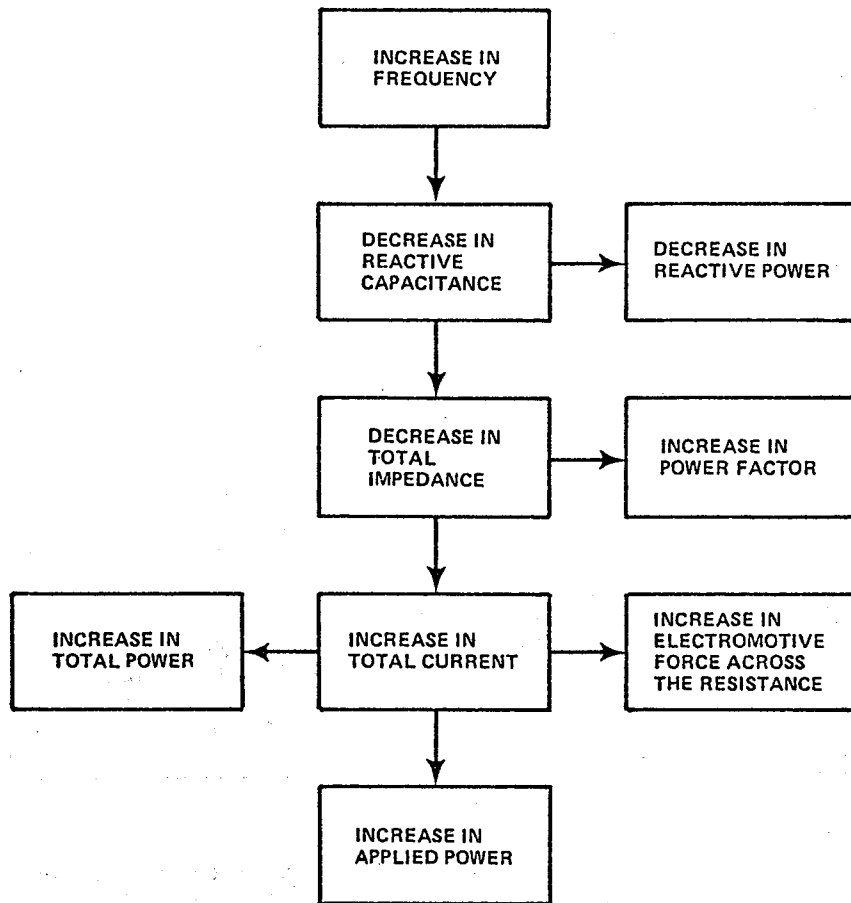 INCREASE IN
FREQUENCY
DECREASE IN
REACTIVE
CAPACITANCE
DECREASE IN
REACTIVE POWER
DECREASE IN
TOTAL
IMPEDANCE
INCREASE IN
POWER FACTOR
INCREASE IN
TOTAL POWER
INCREASE IN
TOTAL CURRENT
INCREASE IN
ELECTROMOTIVE
FORCE ACROSS
THE RESISTANCE
INCREASE IN
APPLIED POWER